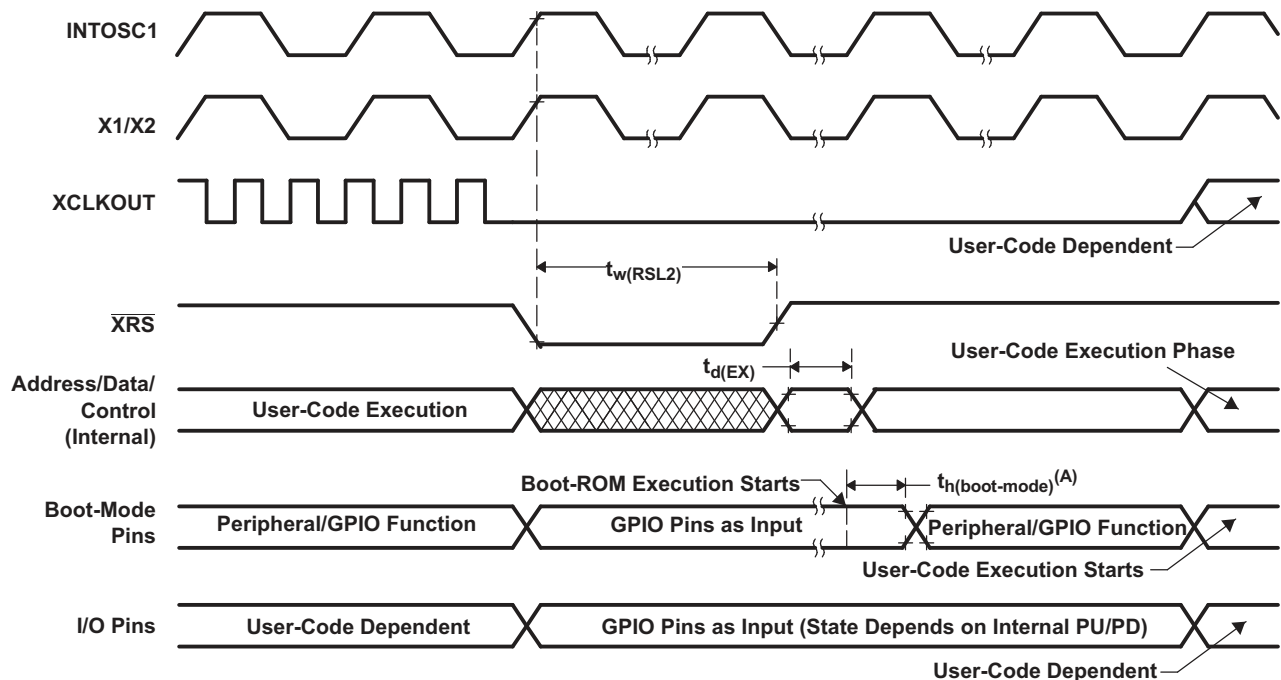 INTOSC1
X1/X2
XCLKOUT
User-Code Dependent
tw(RSL2)
XRS
User-Code Execution Phase
td(EX)
Address/Data/
Control
(Internal)
User-Code Execution
Boot-ROM Execution Starts
th(boot-mode)(A)
Boot-Mode
Pins
Peripheral/GPIO Function
GPIO Pins as Input
Peripheral/GPIO Function
User-Code Execution Starts
I/O Pins
User-Code Dependent
GPIO Pins as Input (State Depends on Internal PU/PD)
User-Code Dependent